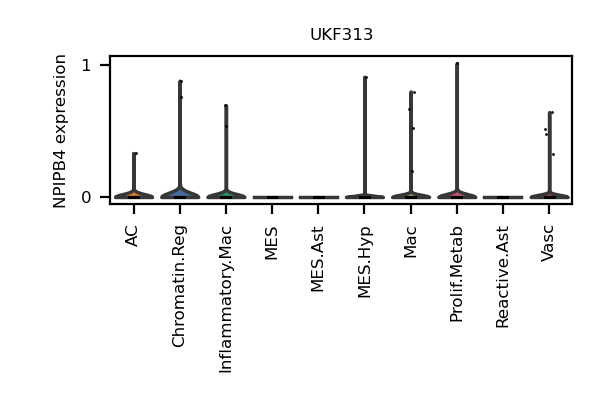 UKF313
NPIPB4 expression
1
0
AC
Chromatin.Reg
Inflammatory.Mac
MES
MES.Ast
MES.Hyp
Mac
Prolif.Metab
Reactive.Ast
Vasc